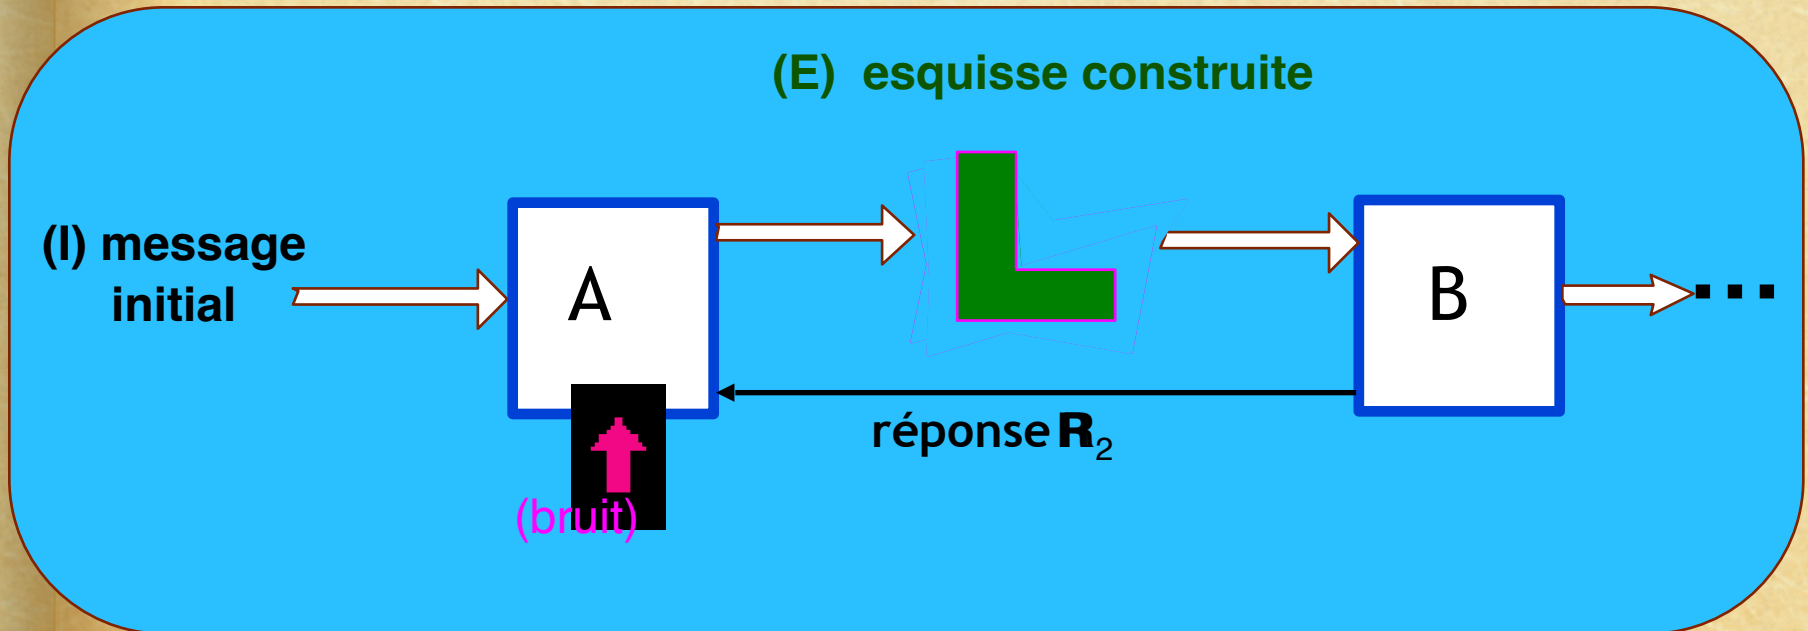 (E) esquisse construite
(I) message
initial
A
B
...
réponse R₂
(bruit)